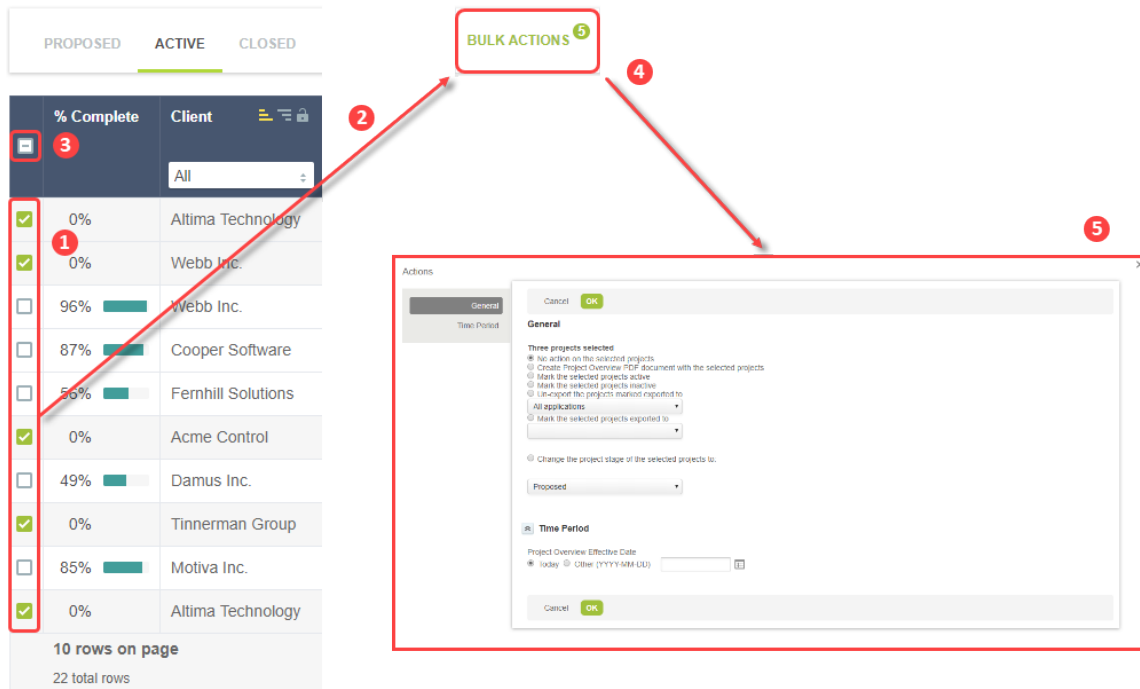 PROPOSED ACTIVE CLOSED
BULK ACTIONS 5
4
2
% Complete Client
3
All
0% Altima Technology
1
0% Webb Inc.
96% Webb Inc.
87% Cooper Software
56% Fernhill Solutions
0% Acme Control
49% Damus Inc.
0% Tinnerman Group
85% Motiva Inc.
0% Altima Technology
10 rows on page
22 total rows
5
Actions
General
Time Period
Cancel OK
General
Three projects selected
No action on the selected projects
Create Project Overview PDF document with the selected projects
Mark the selected projects active
Mark the selected projects inactive
Un-export the projects marked exported to
All applications
Mark the selected projects exported to
Change the project stage of the selected projects to:
Proposed
Time Period
Project Overview Effective Date
Today Other (YYYY-MM-DD)
Cancel OK